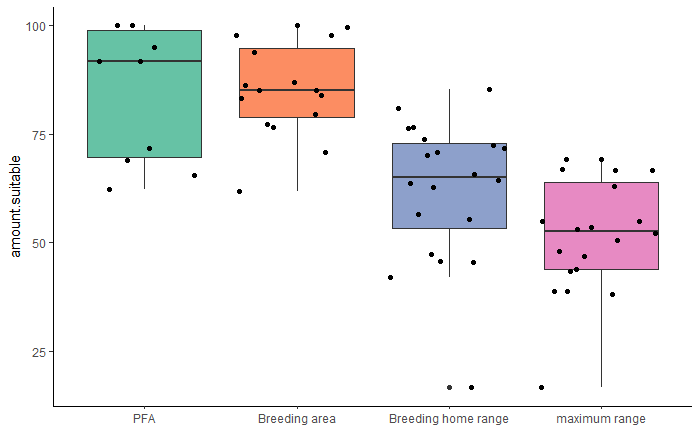 100
75
50
25
amount.suitable
PFA
Breeding area
Breeding home range
maximum range